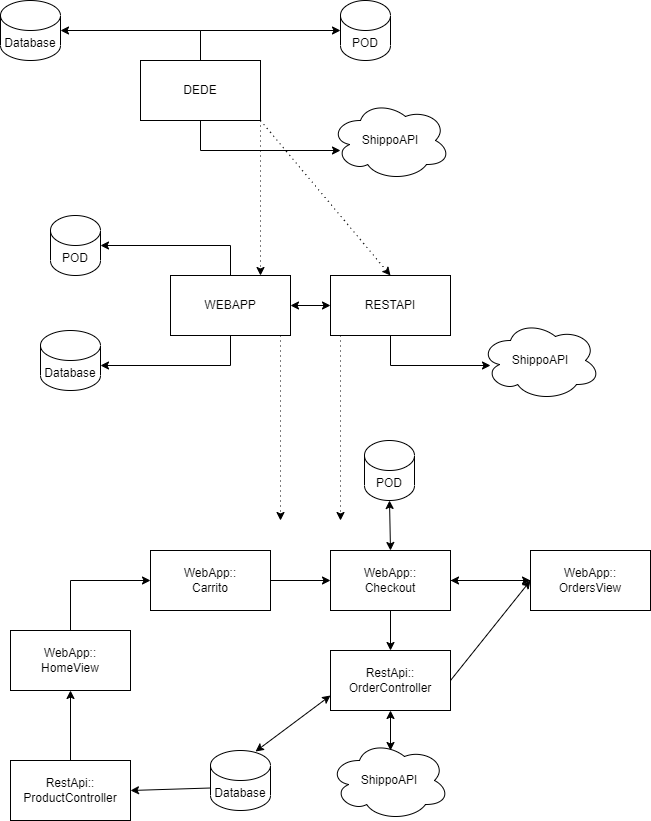 Database
POD
DEDE
ShippoAPI
POD
WEBAPP
RESTAPI
Database
ShippoAPI
POD
WebApp::
Carrito
WebApp::
Checkout
WebApp::
OrdersView
WebApp::
HomeView
RestApi::
OrderController
RestApi::
ProductController
Database
ShippoAPI